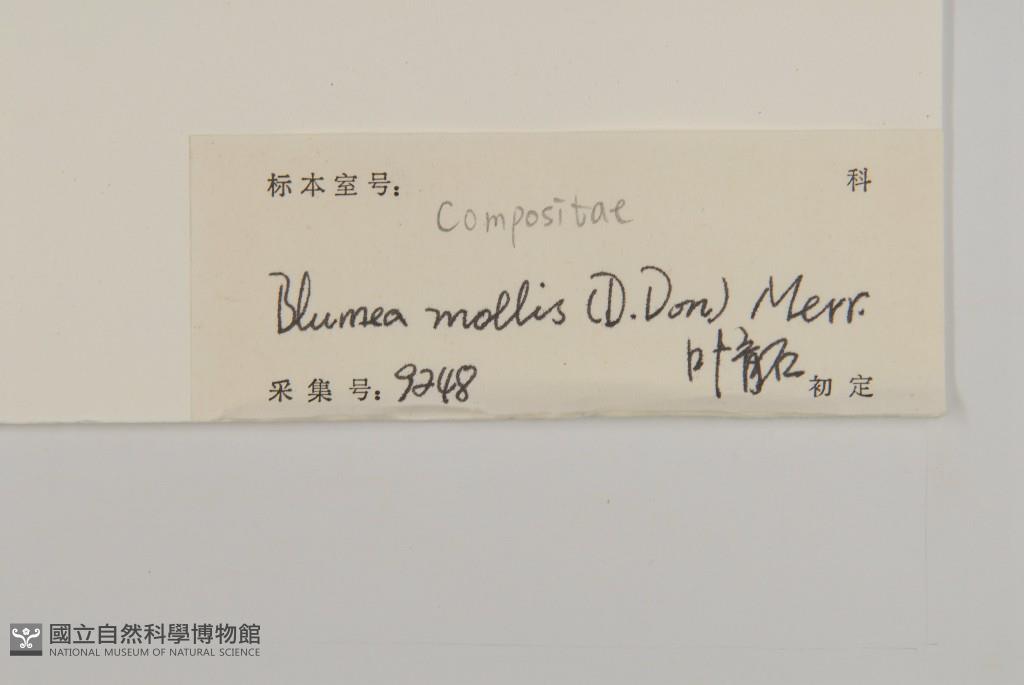 标本室号: 科
Compositae
Blumea mollis (D. Don) Merr.
采集号: 9248 叶 初定
國立自然科學博物館
NATIONAL MUSEUM OF NATURAL SCIENCE